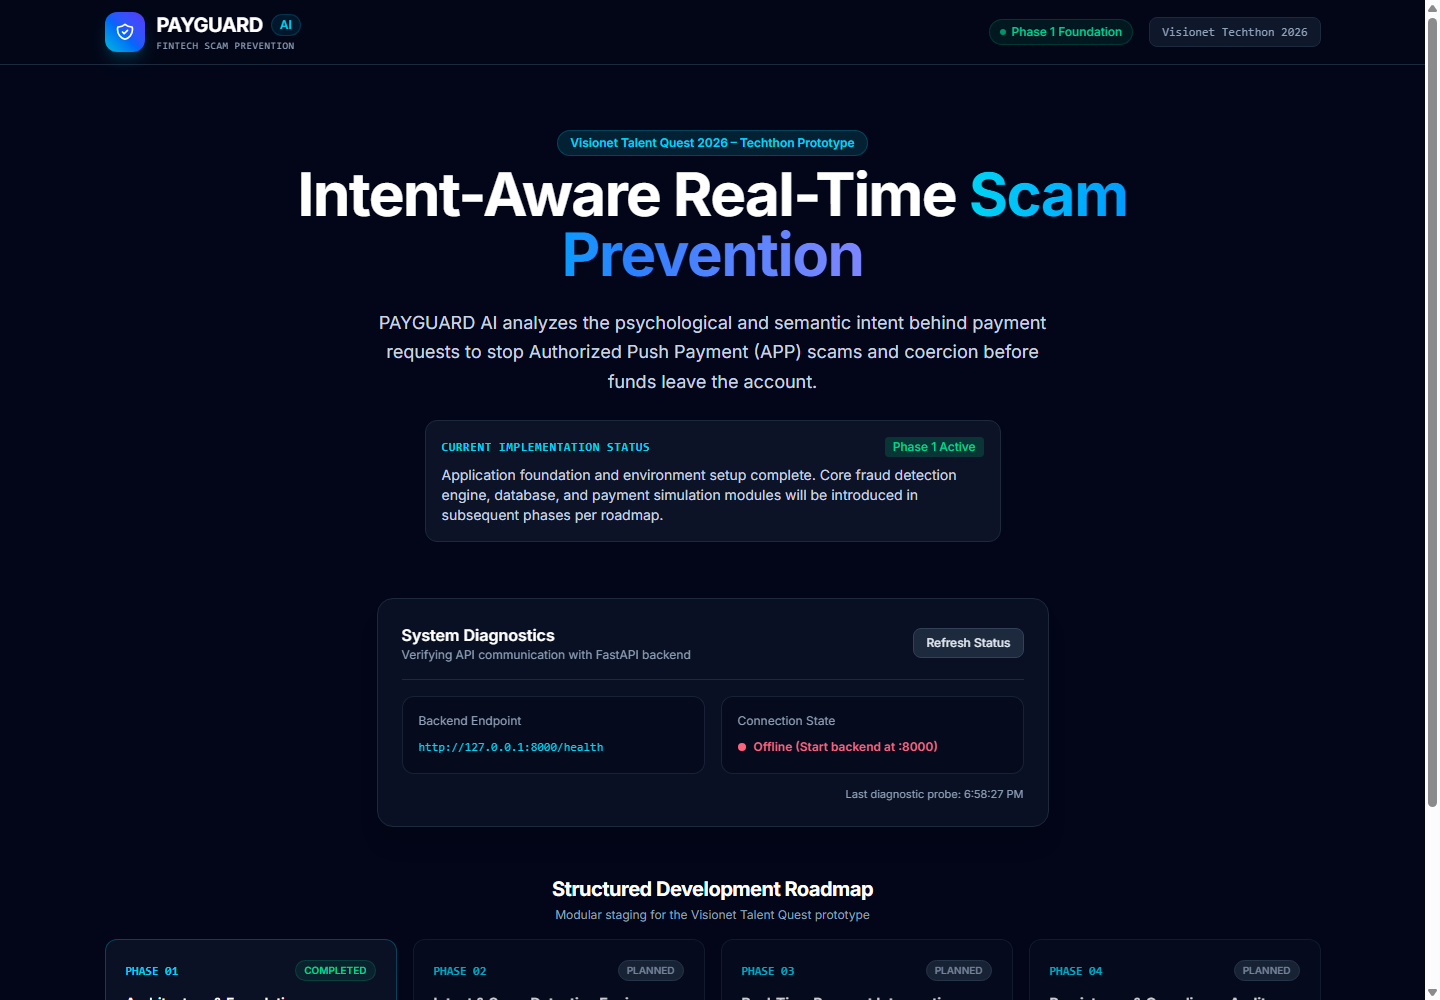 PAYGUARD AI
FINTECH SCAM PREVENTION
Phase 1 Foundation
Visionet Techthon 2026
Visionet Talent Quest 2026 – Techthon Prototype
Intent-Aware Real-Time Scam
Prevention
PAYGUARD AI analyzes the psychological and semantic intent behind payment
requests to stop Authorized Push Payment (APP) scams and coercion before
funds leave the account.
CURRENT IMPLEMENTATION STATUS
Phase 1 Active
Application foundation and environment setup complete. Core fraud detection
engine, database, and payment simulation modules will be introduced in
subsequent phases per roadmap.
System Diagnostics
Verifying API communication with FastAPI backend
Refresh Status
Backend Endpoint
http://127.0.0.1:8000/health
Connection State
Offline (Start backend at :8000)
Last diagnostic probe: 6:58:27 PM
Structured Development Roadmap
Modular staging for the Visionet Talent Quest prototype
PHASE 01
COMPLETED
PHASE 02
PLANNED
PHASE 03
PLANNED
PHASE 04
PLANNED